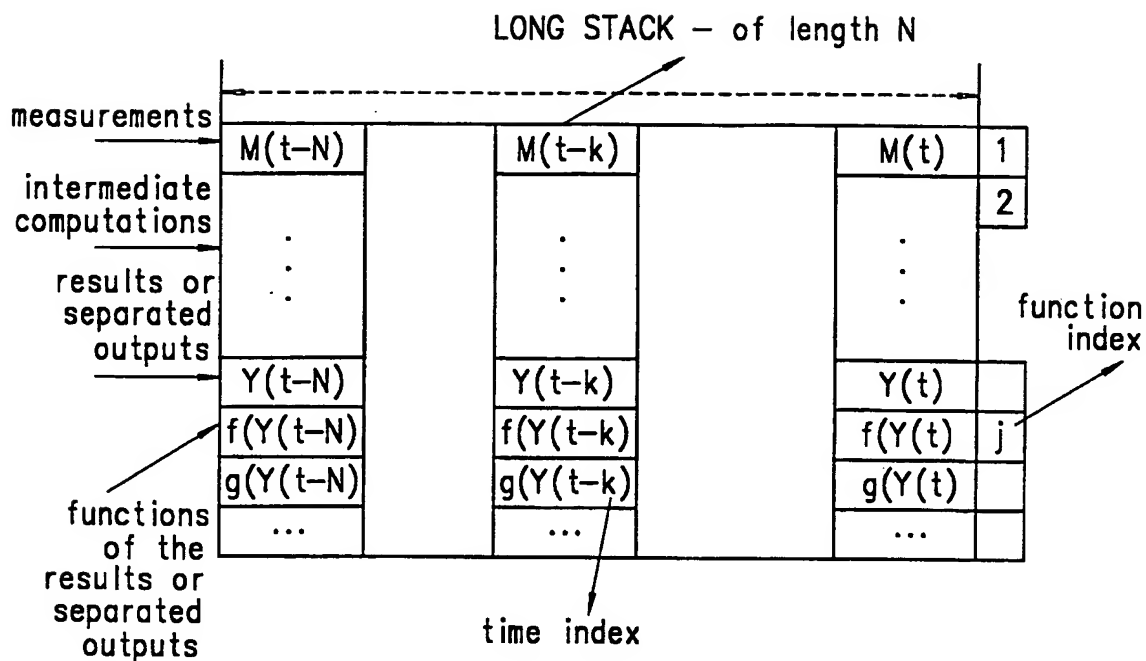 LONG STACK – of length N
measurements
M(t–N) M(t–k) M(t) 1
2
intermediate
computations
. . .
. . .
. . .
results or
separated
outputs
function
index
Y(t–N) Y(t–k) Y(t)
f(Y(t–N) f(Y(t–k) f(Y(t) j
g(Y(t–N) g(Y(t–k) g(Y(t)
... ... ...
functions
of the
results or
separated
outputs
time index